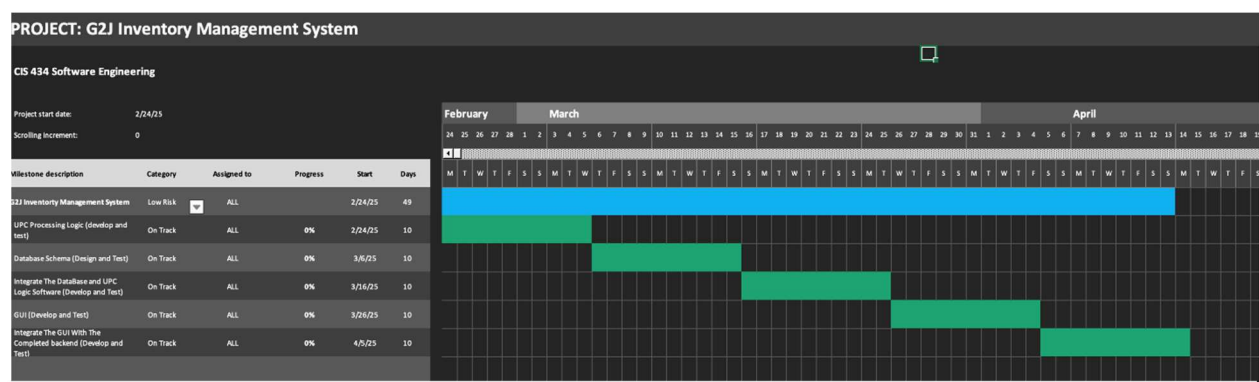 PROJECT: G2J Inventory Management System
CIS 434 Software Engineering
Project start date: 2/24/25
Scrolling increment: 0
February March April
24 25 26 27 28 1 2 3 4 5 6 7 8 9 10 11 12 13 14 15 16 17 18 19 20 21 22 23 24 25 26 27 28 29 30 31 1 2 3 4 5 6 7 8 9 10 11 12 13 14 15 16 17 18
Milestone description Category Assigned to Progress Start Days M T W T F S S M T W T F S S M T W T F S S M T W T F S S M T W T F S S M T W T F S S M T W T F S S M T W T F S
G2J Inventorty Management System Low Risk ALL 2/24/25 49
UPC Processing Logic (develop and
test) On Track ALL 0% 2/24/25 10
Database Schema (Design and Test) On Track ALL 0% 3/6/25 10
Integrate The DataBase and UPC
Logic Software (Develop and Test) On Track ALL 0% 3/16/25 10
GUI (Develop and Test) On Track ALL 0% 3/26/25 10
Integrate The GUI With The
Completed backend (Develop and On Track ALL 0% 4/5/25 10
Test)